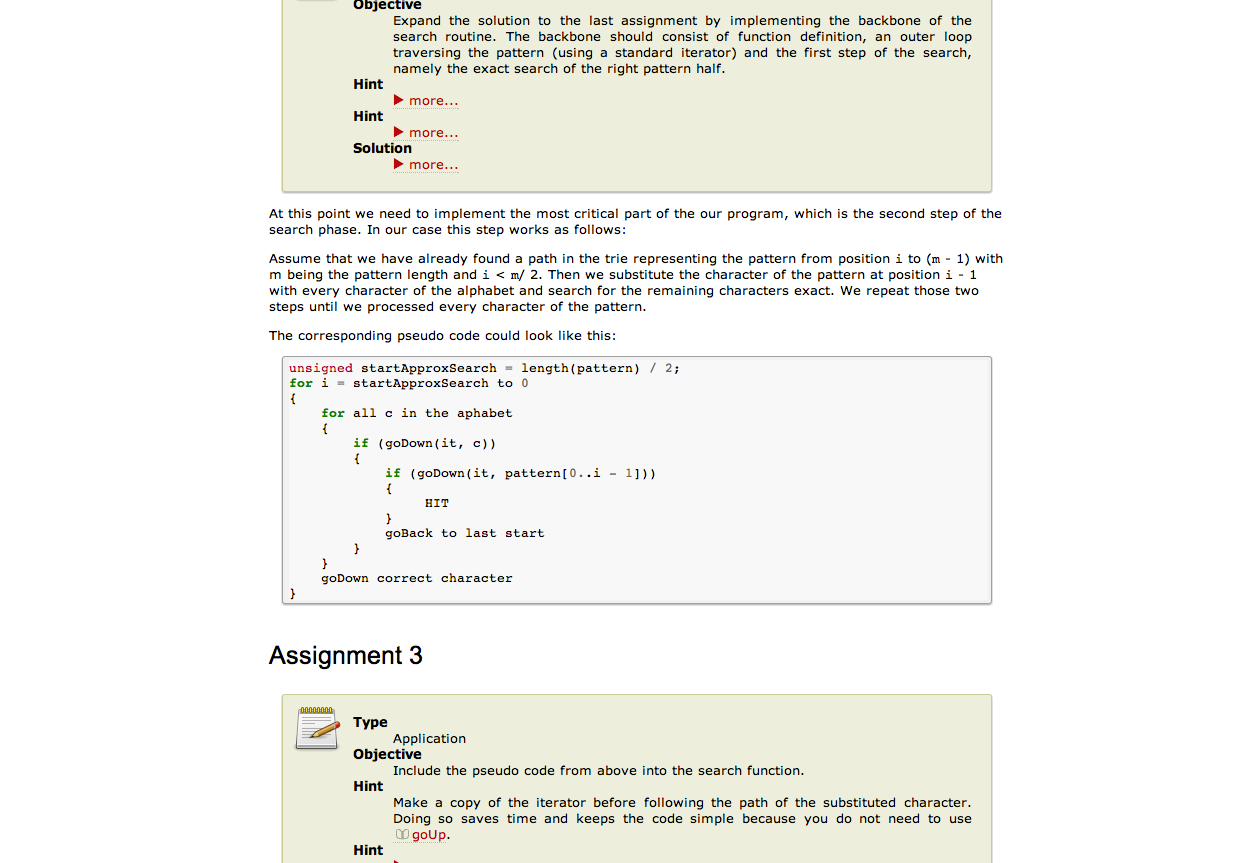 Objective
Expand the solution to the last assignment by implementing the backbone of the
search routine. The backbone should consist of function definition, an outer loop
traversing the pattern (using a standard iterator) and the first step of the search,
namely the exact search of the right pattern half.
Hint
more...
Hint
more...
Solution
more...
At this point we need to implement the most critical part of the our program, which is the second step of the
search phase. In our case this step works as follows:
Assume that we have already found a path in the trie representing the pattern from position i to (m - 1) with
m being the pattern length and i < m/ 2. Then we substitute the character of the pattern at position i - 1
with every character of the alphabet and search for the remaining characters exact. We repeat those two
steps until we processed every character of the pattern.
The corresponding pseudo code could look like this:
unsigned startApproxSearch = length(pattern) / 2;
for i = startApproxSearch to 0
{
    for all c in the aphabet
    {
        if (goDown(it, c))
        {
            if (goDown(it, pattern[0..i - 1]))
            {
                 HIT
            }
            goBack to last start
        }
    }
    goDown correct character
}
Assignment 3
Type
Application
Objective
Include the pseudo code from above into the search function.
Hint
Make a copy of the iterator before following the path of the substituted character.
Doing so saves time and keeps the code simple because you do not need to use
goUp.
Hint